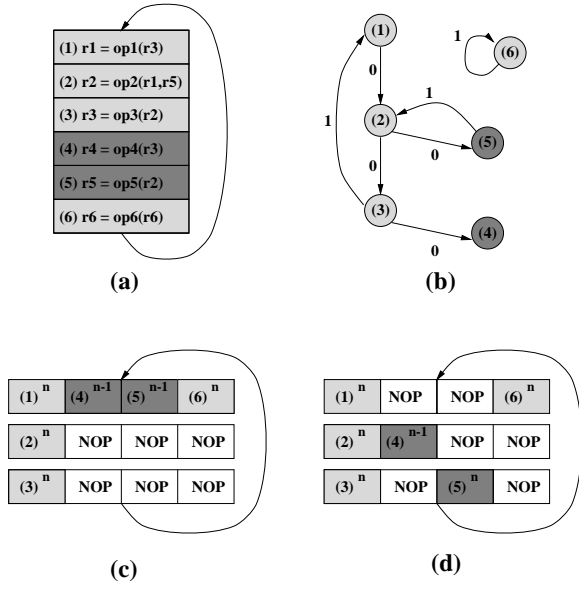 (1) r1 = op1(r3)
(2) r2 = op2(r1,r5)
(3) r3 = op3(r2)
(4) r4 = op4(r3)
(5) r5 = op5(r2)
(6) r6 = op6(r6)
(a)
(1)
0
1
(6)
1
(2)
1
0
(5)
0
(3)
0
(4)
(b)
(1)^n (4)^n-1 (5)^n-1 (6)^n
(2)^n NOP NOP NOP
(3)^n NOP NOP NOP
(c)
(1)^n NOP NOP (6)^n
(2)^n (4)^n-1 NOP NOP
(3)^n NOP (5)^n NOP
(d)